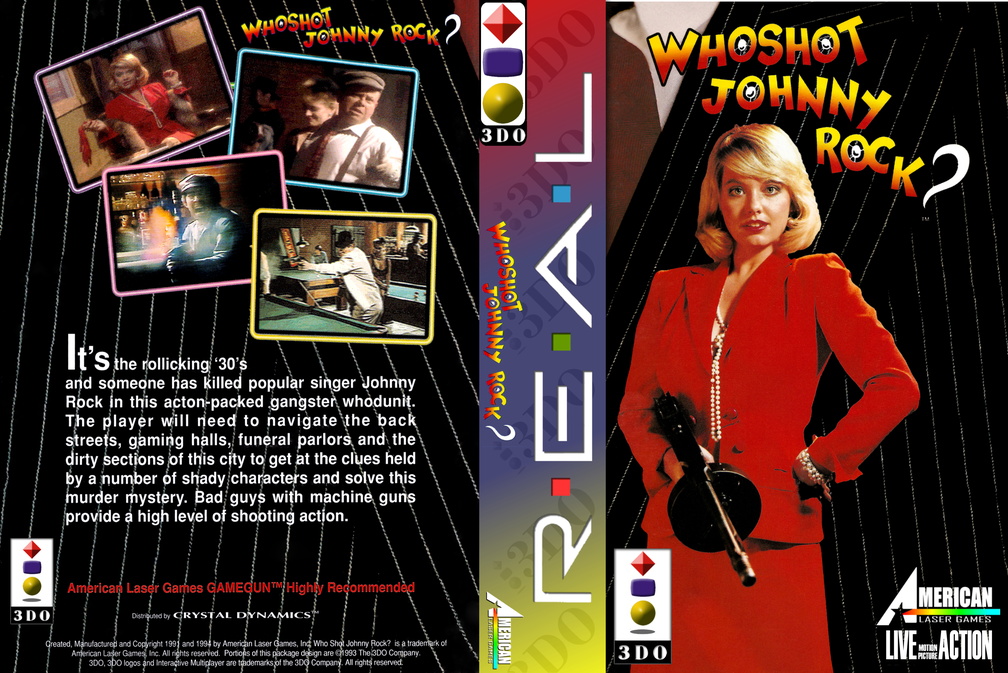 WHOSHOT
JOHNNY ROCK?
It's the rollicking '30's
and someone has killed popular singer Johnny
Rock in this acton-packed gangster whodunit.
The player will need to navigate the back
streets, gaming halls, funeral parlors and the
dirty sections of this city to get at the clues held
by a number of shady characters and solve this
murder mystery. Bad guys with machine guns
provide a high level of shooting action.
3DO
American Laser Games GAMEGUN™ Highly Recommended
Distributed by CRYSTAL DYNAMICS™
Created, Manufactured and Copyright 1991 and 1994 by American Laser Games, Inc. Who Shot Johnny Rock? is a trademark of
American Laser Games, Inc. All rights reserved. Portions of this package design are ©1993 The 3DO Company.
3DO, 3DO logos and Interactive Multiplayer are trademarks of the 3DO Company. All rights reserved.
3DO
WHOSHOT
JOHNNY ROCK?
R·E·A·L
3DO
AMERICAN
LASER GAMES
WHOSHOT
JOHNNY
ROCK?
TM
3DO
AMERICAN
LASER GAMES
LIVE MOTION PICTURE ACTION